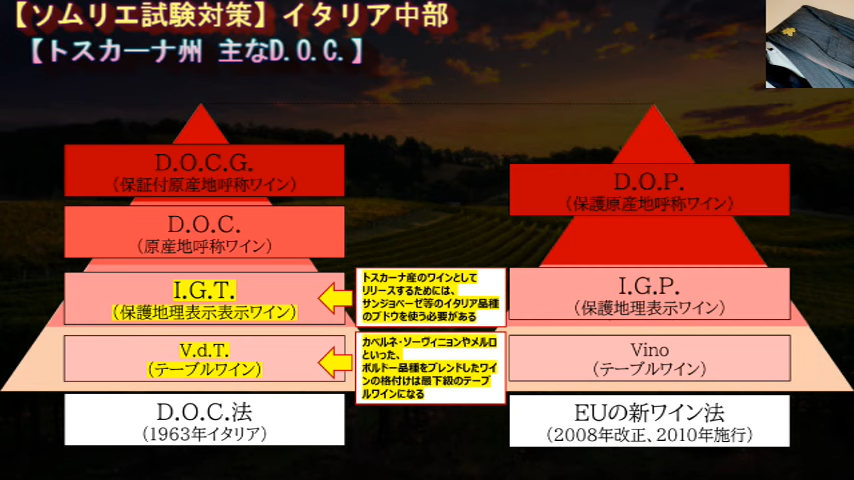 【ソムリエ試験対策】イタリア中部
【トスカーナ州 主なD.O.C.】
D.O.C.G.
（保証付原産地呼称ワイン）
D.O.C.
（原産地呼称ワイン）
I.G.T.
（保護地理表示表示ワイン）
V.d.T.
（テーブルワイン）
D.O.C.法
（1963年イタリア）
トスカーナ産のワインとして
リリースするためには、
サンジョベーゼ等のイタリア品種
のブドウを使う必要がある
カベルネ・ソーヴィニヨンやメルロ
といった、
ボルドー品種をブレンドしたワイ
ンの格付けは最下級のテーブ
ルワインになる
D.O.P.
（保護原産地呼称ワイン）
I.G.P.
（保護地理表示ワイン）
Vino
（テーブルワイン）
EUの新ワイン法
（2008年改正、2010年施行）